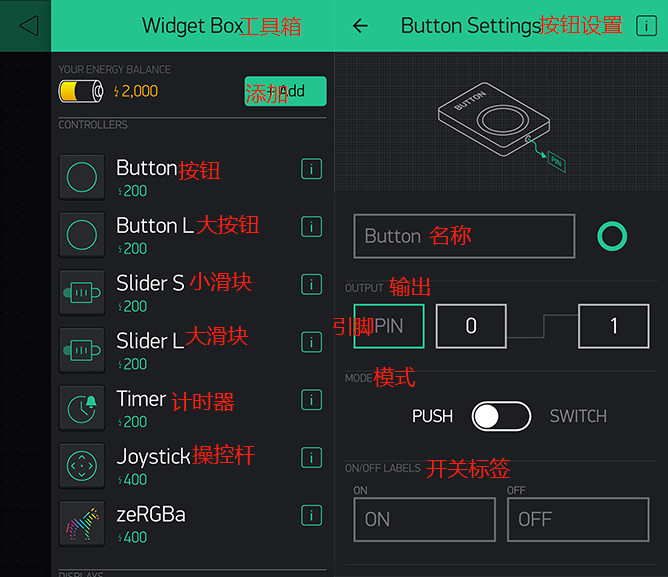 Widget Box工具箱
YOUR ENERGY BALANCE
2,000
+ Add添加
CONTROLLERS
Button按钮
200
Button L大按钮
200
Slider S 小滑块
200
Slider L大滑块
200
Timer 计时器
200
Joystick操控杆
400
zeRGBa
400
DISPLAYS
Button Settings按钮设置
BUTTON
PIN
Button 名称
OUTPUT 输出
引脚PIN 0 1
MODE模式
PUSH SWITCH
ON/OFF LABELS 开关标签
ON OFF
ON OFF